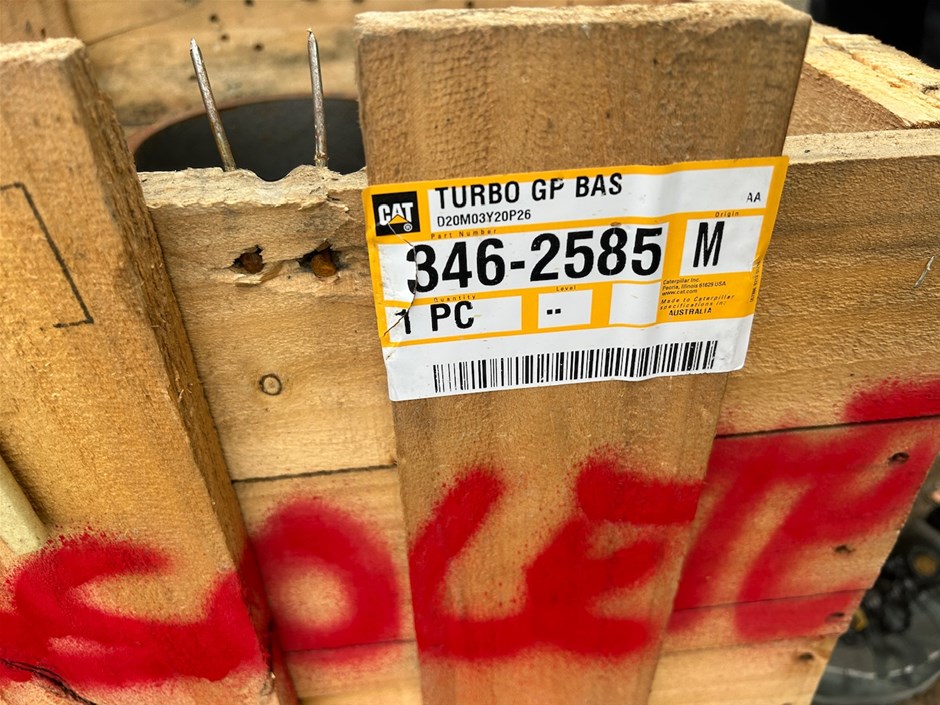 TURBO GP BAS
AA
D20M03Y20P26
CAT
®
Part Number
Origin
346-2585
M
Caterpillar Inc.
Peoria, Illinois 61629 USA
www.cat.com
Quantity
Level
1 PC
--
Made to Caterpillar
specifications in:
AUSTRALIA
SOLETE